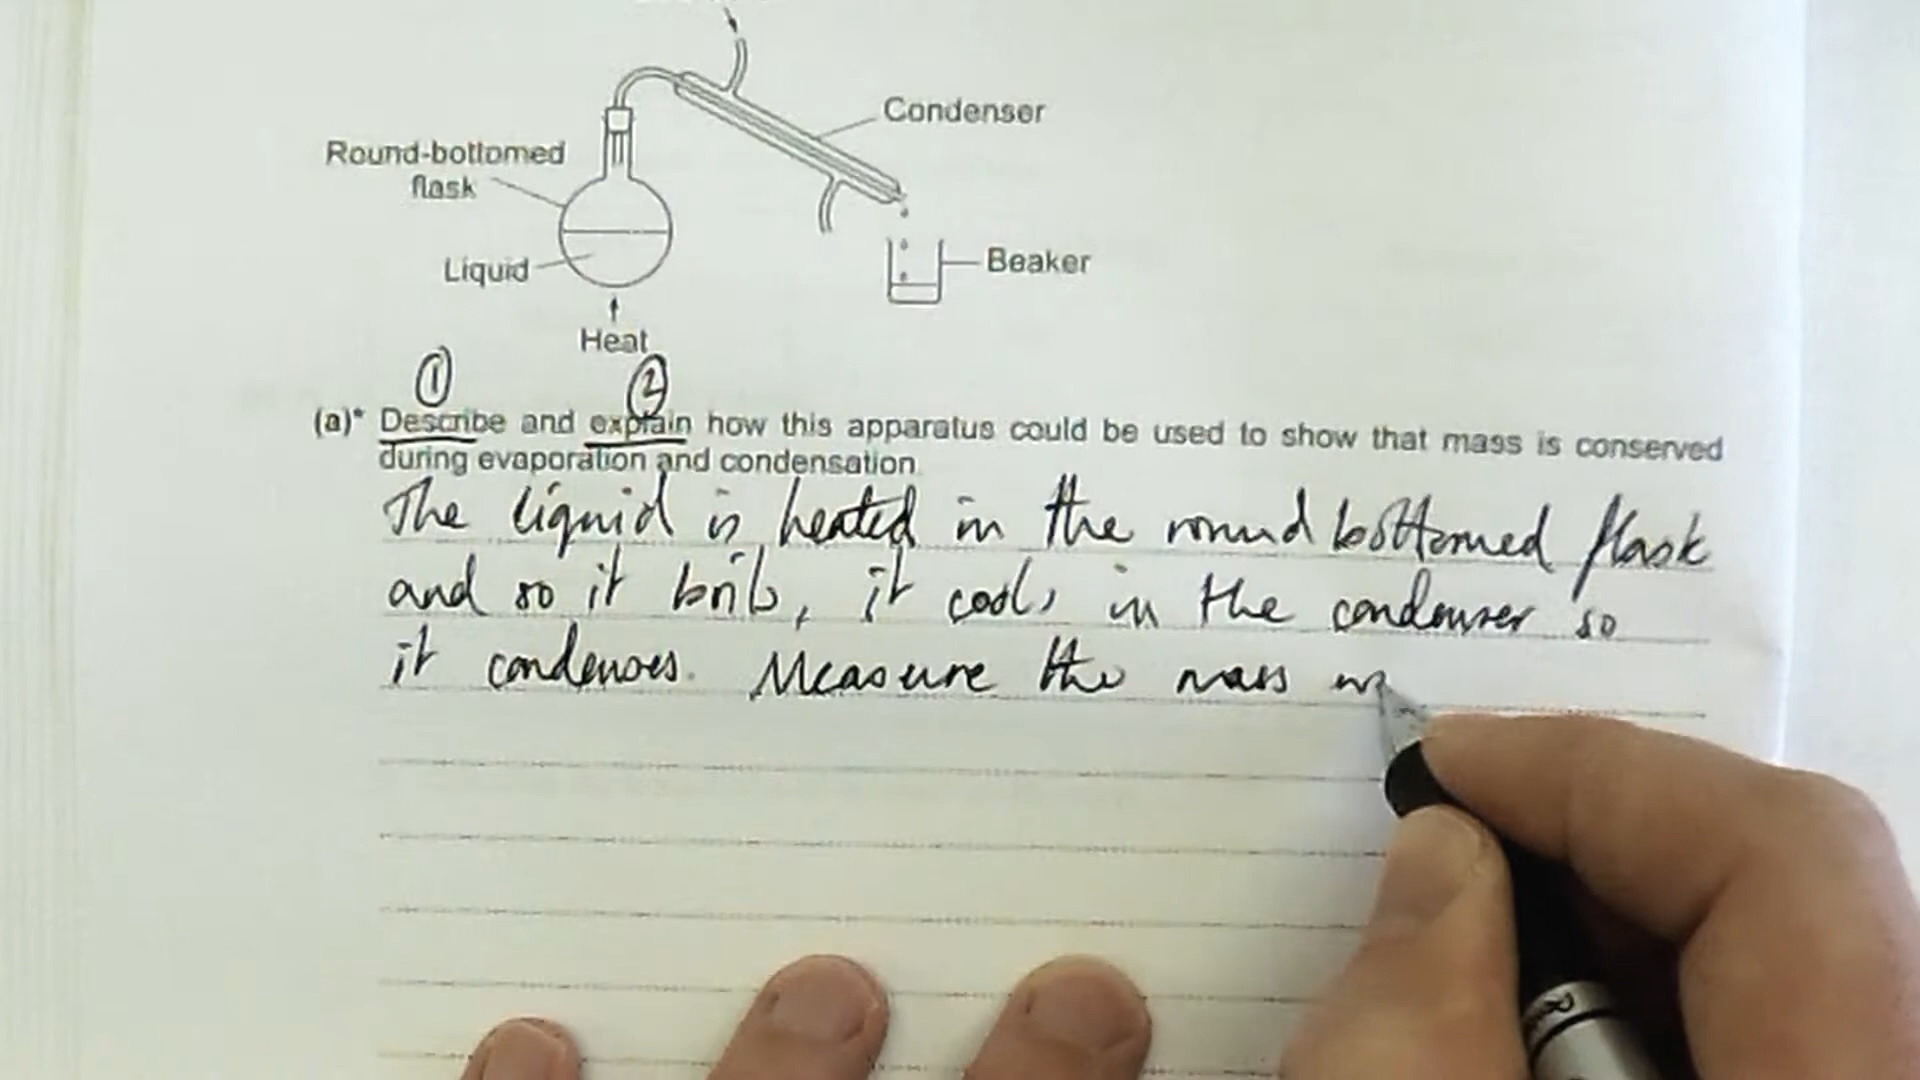 Condenser
Round-bottomed
flask
Liquid
Beaker
Heat
① ②
(a)* Describe and explain how this apparatus could be used to show that mass is conserved
during evaporation and condensation.
The liquid is heated in the round bottomed flask
and so it boils, it cools in the condenser so
it condenses. Measure the mass